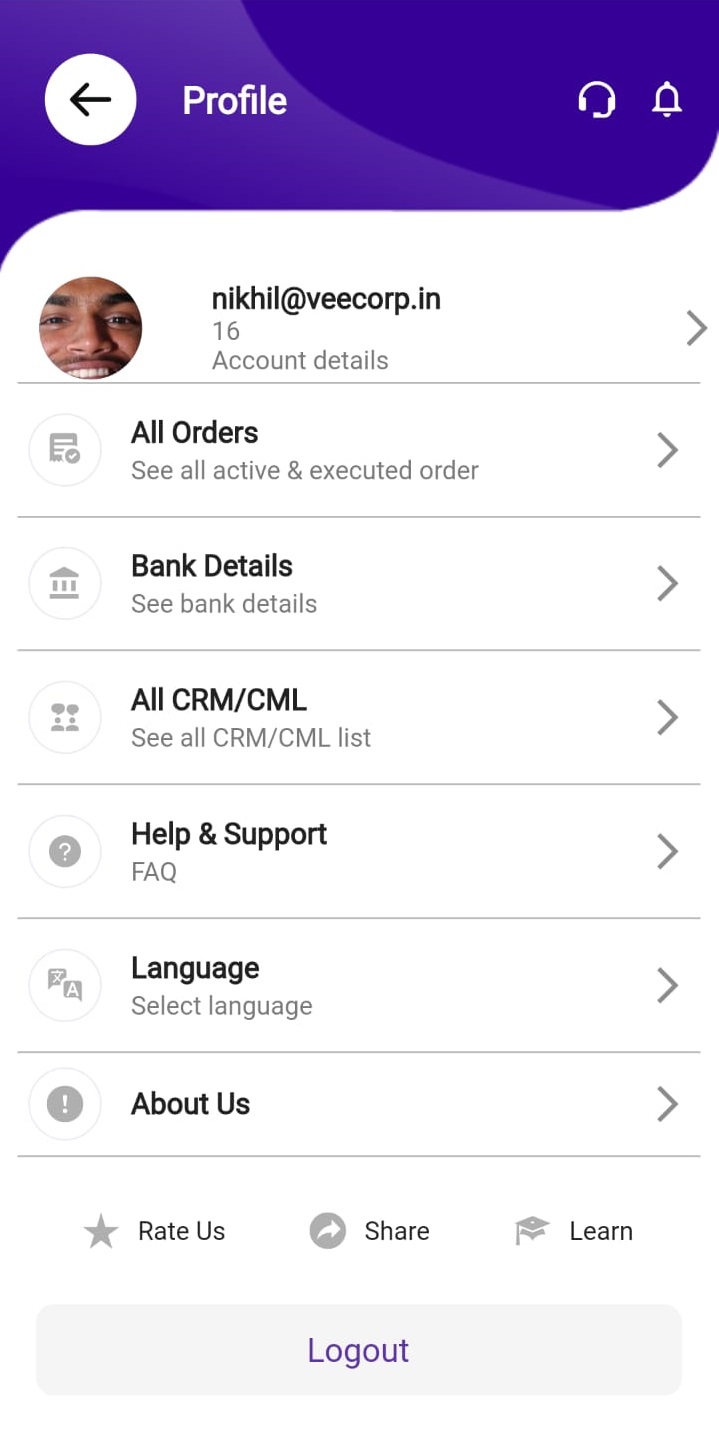 Profile
nikhil@veecorp.in
16
Account details
All Orders
See all active & executed order
Bank Details
See bank details
All CRM/CML
See all CRM/CML list
Help & Support
FAQ
Language
Select language
About Us
Rate Us Share Learn
Logout